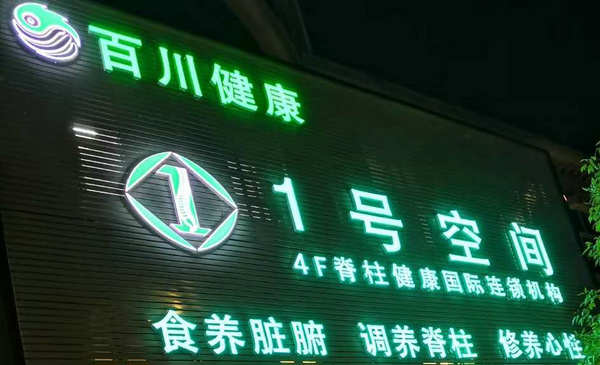 百川健康
1
1号空间
4F脊柱健康国际连锁机构
食养脏腑 调养脊柱 修养心性